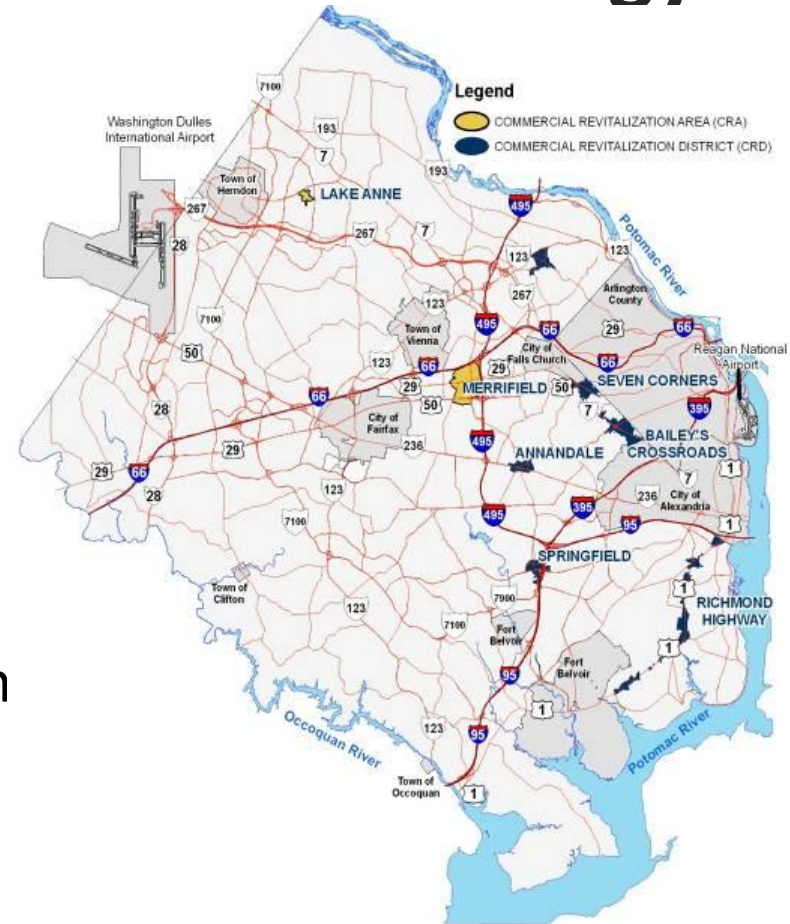 Legend
COMMERCIAL REVITALIZATION AREA (CRA)
COMMERCIAL REVITALIZATION DISTRICT (CRD)
7100
Washington Dulles
International Airport
193
7
193
Town of
Herndon
LAKE ANNE
267
495
267
7
28
123
123
Potomac River
267
Arlington
County
123
7100
Town of
Vienna
495
66
29
66
50
City of
Falls Church
Reagan National
Airport
123
66
29
66
66
29
MERRIFIELD
50
SEVEN CORNERS
50
7
395
28
City of
Fairfax
BAILEY'S
CROSSROADS
29
236
495
ANNANDALE
29
66
1
7
28
123
236
City of
Alexandria
7100
495
395
95
1
SPRINGFIELD
Town of
Clifton
7900
1
RICHMOND
HIGHWAY
123
7100
Fort
Belvoir
1
Fort
Belvoir
95
n
1
Occoquan River
123
95
Potomac River
Town of
Occoquan
1